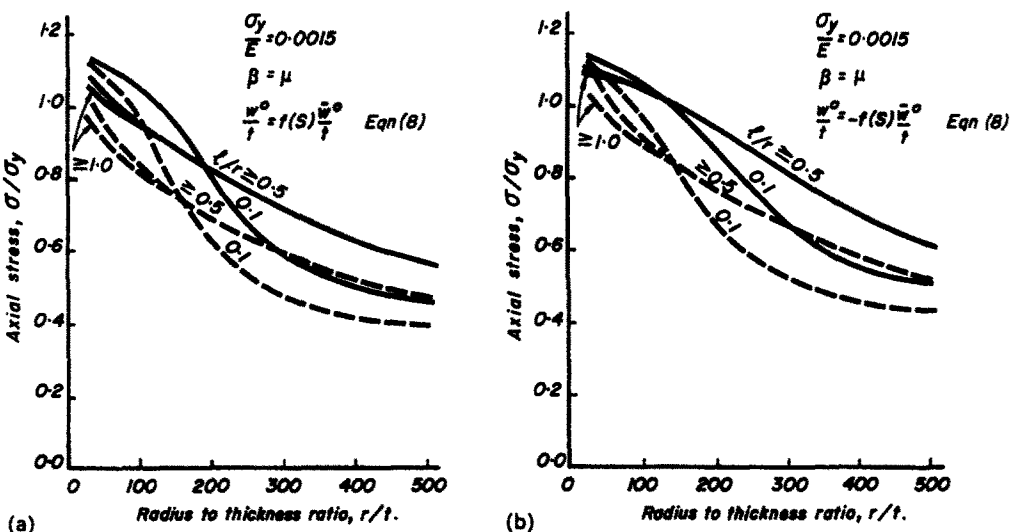 1·2
1·0
0·8
0·6
0·4
0·2
0·0
Axial stress, σ/σy
σy/E = 0·0015
β = μ
w°/t = f(S) w̄°/t Eqn (8)
≥1·0
l/r ≥ 0·5
0·1
≥0·5
0·1
0 100 200 300 400 500
Radius to thickness ratio, r/t.
(a)
1·2
1·0
0·8
0·6
0·4
0·2
0·0
Axial stress, σ/σy
σy/E = 0·0015
β = μ
w°/t = -f(S) w̄°/t Eqn (8)
≥1·0
l/r ≥ 0·5
0·1
≥0·5
0·1
0 100 200 300 400 500
Radius to thickness ratio, r/t.
(b)